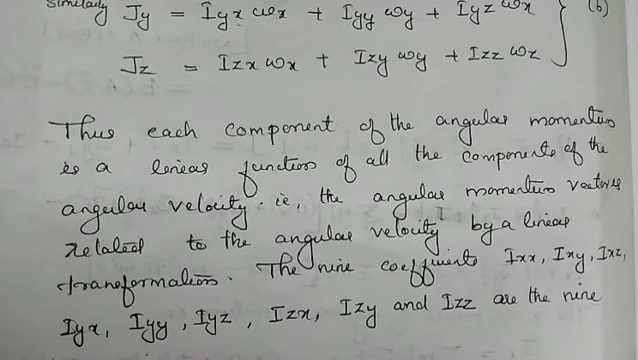 Similarly Jy = Iyx ωx + Iyy ωy + Iyz ωx } (b)
Jz = Izx ωx + Izy ωy + Izz ωz
Thus each component of the angular momentum
is a linear function of all the components of the
angular velocity. ie, the angular momentum vector is
related to the angular velocity by a linear
transformation. The nine coefficients Ixx, Ixy, Ixz,
Iyx, Iyy, Iyz, Izx, Izy and Izz are the nine